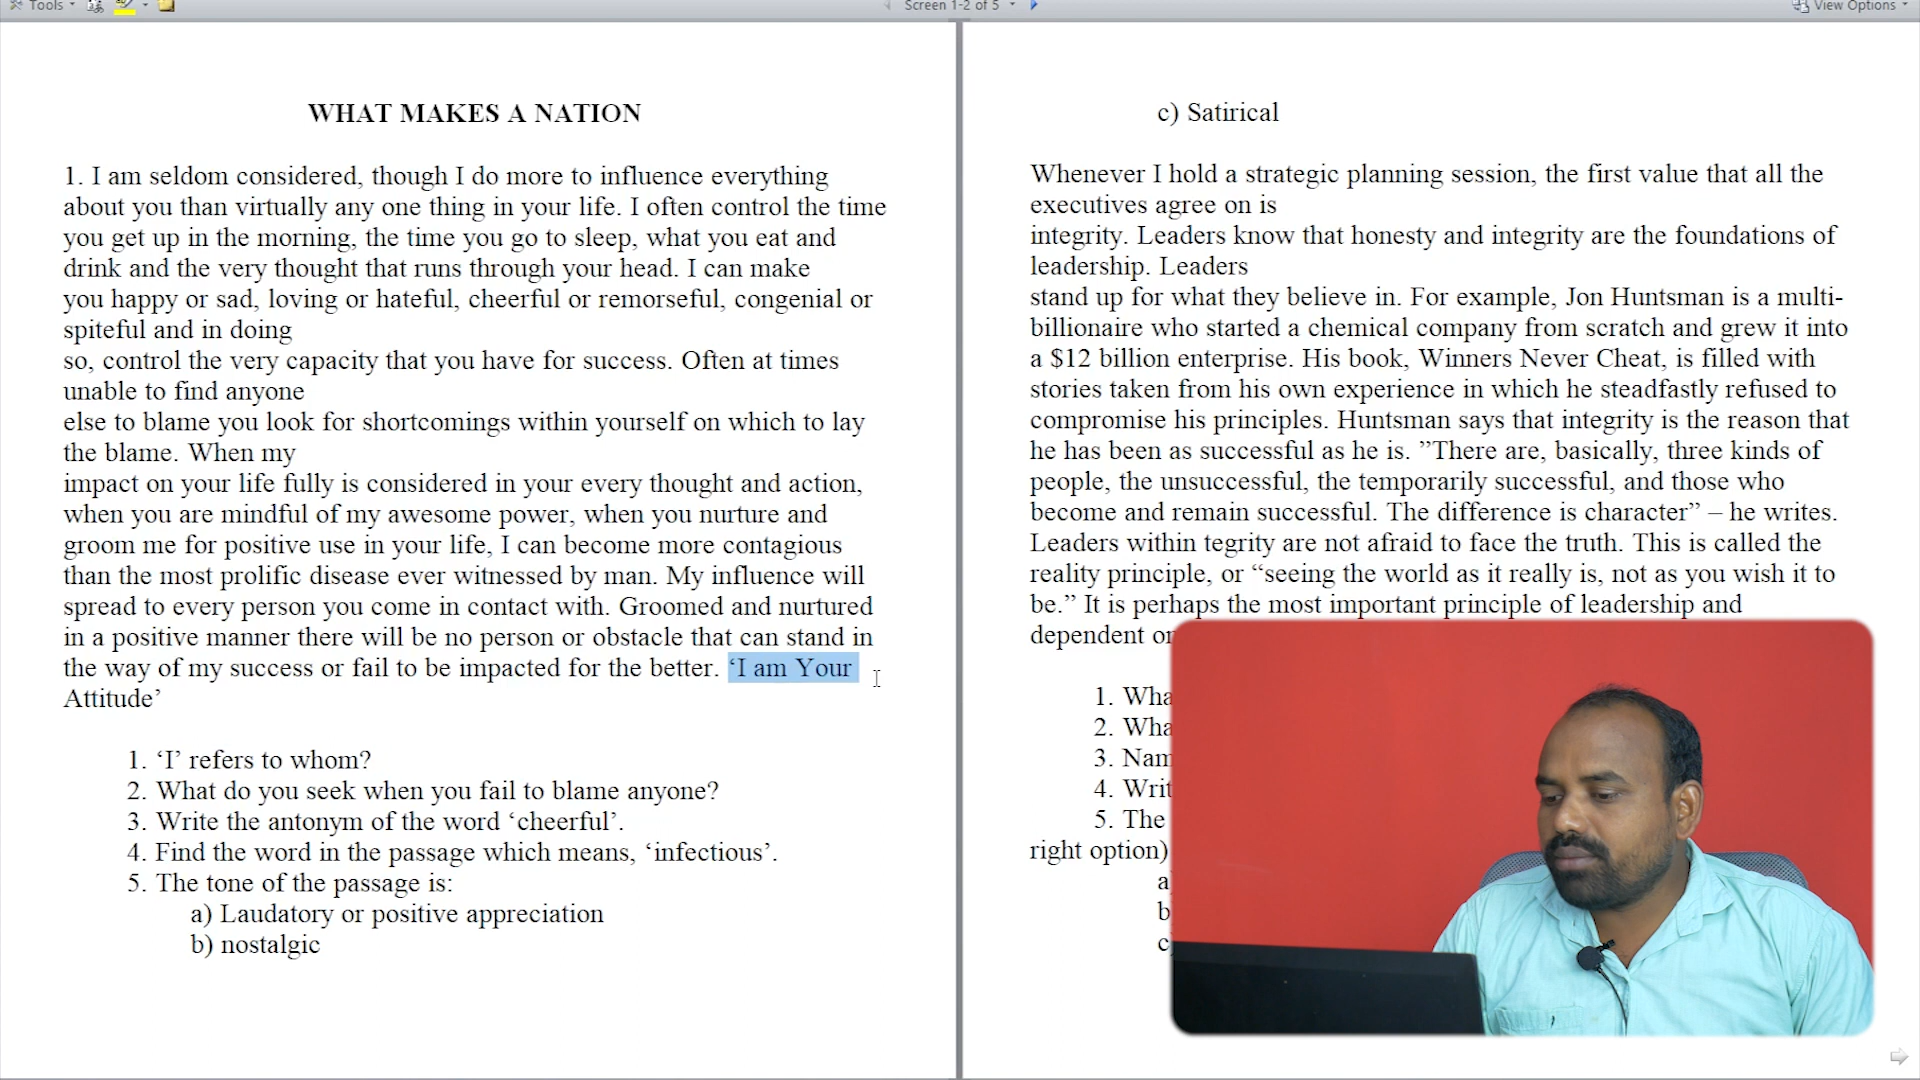 Tools
Screen 1-2 of 5
View Options
WHAT MAKES A NATION
1. I am seldom considered, though I do more to influence everything
about you than virtually any one thing in your life. I often control the time
you get up in the morning, the time you go to sleep, what you eat and
drink and the very thought that runs through your head. I can make
you happy or sad, loving or hateful, cheerful or remorseful, congenial or
spiteful and in doing
so, control the very capacity that you have for success. Often at times
unable to find anyone
else to blame you look for shortcomings within yourself on which to lay
the blame. When my
impact on your life fully is considered in your every thought and action,
when you are mindful of my awesome power, when you nurture and
groom me for positive use in your life, I can become more contagious
than the most prolific disease ever witnessed by man. My influence will
spread to every person you come in contact with. Groomed and nurtured
in a positive manner there will be no person or obstacle that can stand in
the way of my success or fail to be impacted for the better. ‘I am Your
Attitude’
1. ‘I’ refers to whom?
2. What do you seek when you fail to blame anyone?
3. Write the antonym of the word ‘cheerful’.
4. Find the word in the passage which means, ‘infectious’.
5. The tone of the passage is:
a) Laudatory or positive appreciation
b) nostalgic
c) Satirical
Whenever I hold a strategic planning session, the first value that all the
executives agree on is
integrity. Leaders know that honesty and integrity are the foundations of
leadership. Leaders
stand up for what they believe in. For example, Jon Huntsman is a multi-
billionaire who started a chemical company from scratch and grew it into
a $12 billion enterprise. His book, Winners Never Cheat, is filled with
stories taken from his own experience in which he steadfastly refused to
compromise his principles. Huntsman says that integrity is the reason that
he has been as successful as he is. ”There are, basically, three kinds of
people, the unsuccessful, the temporarily successful, and those who
become and remain successful. The difference is character” – he writes.
Leaders within tegrity are not afraid to face the truth. This is called the
reality principle, or “seeing the world as it really is, not as you wish it to
be.” It is perhaps the most important principle of leadership and
dependent
1.
2.
3.
4.
5. The
right option)
a
b
c